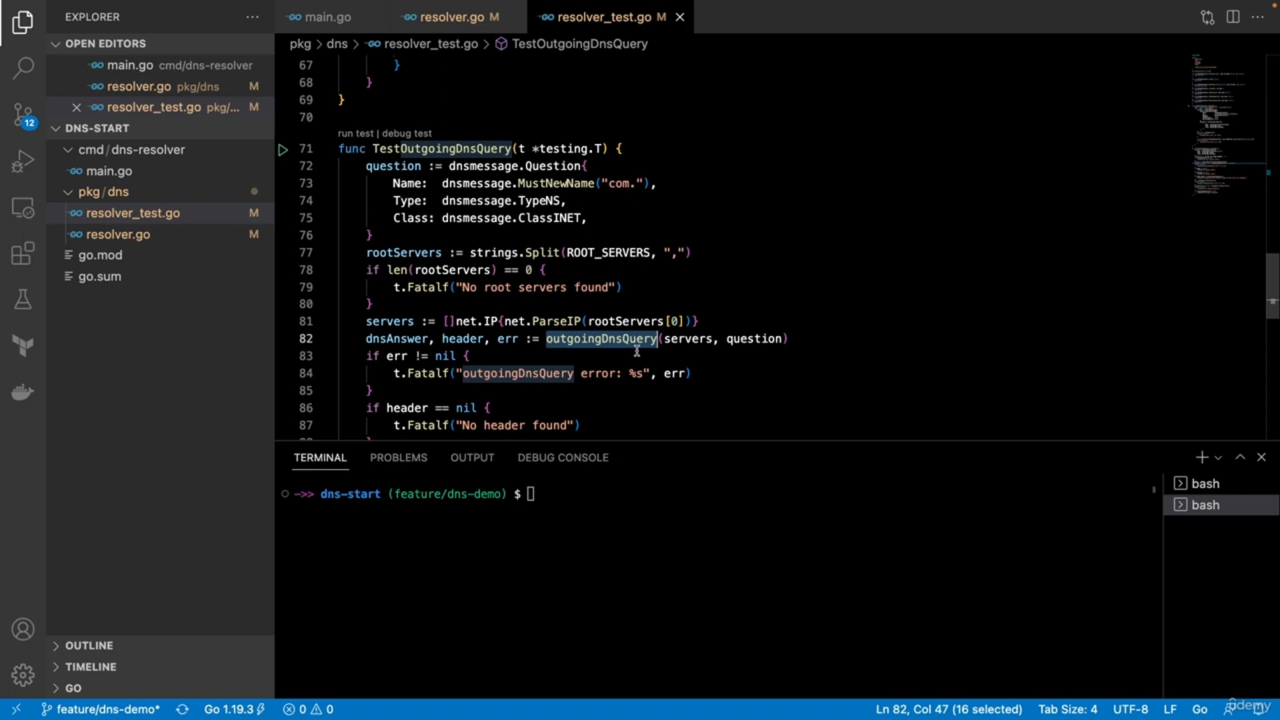 EXPLORER
main.go
resolver.go M
resolver_test.go M
OPEN EDITORS
main.go cmd/dns-resolver
resolver.go pkg/dns M
resolver_test.go pkg/... M
DNS-START
cmd/dns-resolver
main.go
pkg/dns
resolver_test.go M
resolver.go M
go.mod
go.sum
12
OUTLINE
TIMELINE
GO
pkg > dns > resolver_test.go > TestOutgoingDnsQuery
67 }
68 }
69 }
70
run test | debug test
71 func TestOutgoingDnsQuery(t *testing.T) {
72 question := dnsmessage.Question{
73 Name: dnsmessage.MustNewName("com."),
74 Type: dnsmessage.TypeNS,
75 Class: dnsmessage.ClassINET,
76 }
77 rootServers := strings.Split(ROOT_SERVERS, ",")
78 if len(rootServers) == 0 {
79 t.Fatalf("No root servers found")
80 }
81 servers := []net.IP{net.ParseIP(rootServers[0])}
82 dnsAnswer, header, err := outgoingDnsQuery(servers, question)
83 if err != nil {
84 t.Fatalf("outgoingDnsQuery error: %s", err)
85 }
86 if header == nil {
87 t.Fatalf("No header found")
88 }
TERMINAL PROBLEMS OUTPUT DEBUG CONSOLE
->> dns-start (feature/dns-demo) $
bash
bash
feature/dns-demo* Go 1.19.3 0 0 Ln 82, Col 47 (16 selected) Tab Size: 4 UTF-8 LF Go
udemy